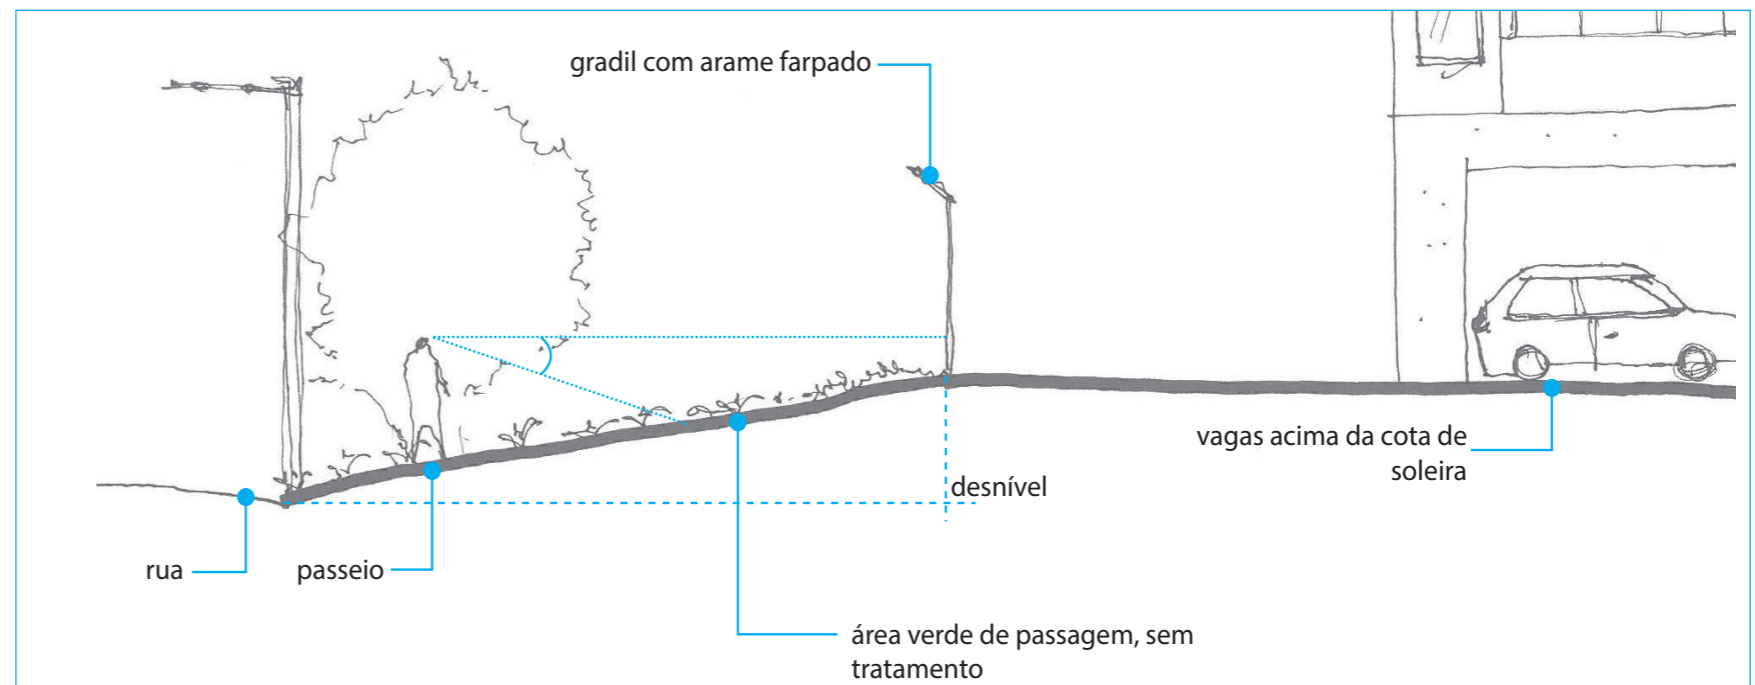 gradil com arame farpado
vagas acima da cota de
soleira
desnível
rua
passeio
área verde de passagem, sem
tratamento